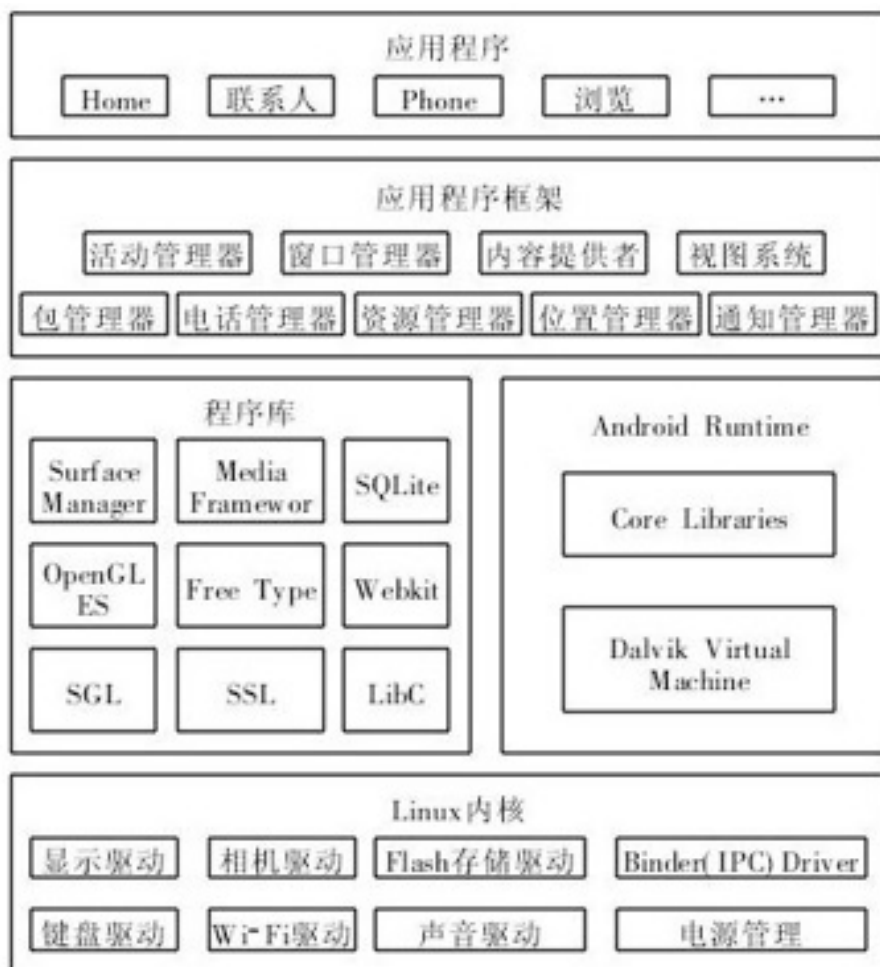 应用程序
Home 联系人 Phone 浏览 …
应用程序框架
活动管理器 窗口管理器 内容提供者 视图系统
包管理器 电话管理器 资源管理器 位置管理器 通知管理器
程序库
Surface
Manager
Media
Framewor
SQLite
OpenGL
ES
Free Type
Webkit
SGL
SSL
LibC
Android Runtime
Core Libraries
Dalvik Virtual
Machine
Linux内核
显示驱动 相机驱动 Flash存储驱动 Binder(IPC)Driver
键盘驱动 Wi-Fi驱动 声音驱动 电源管理